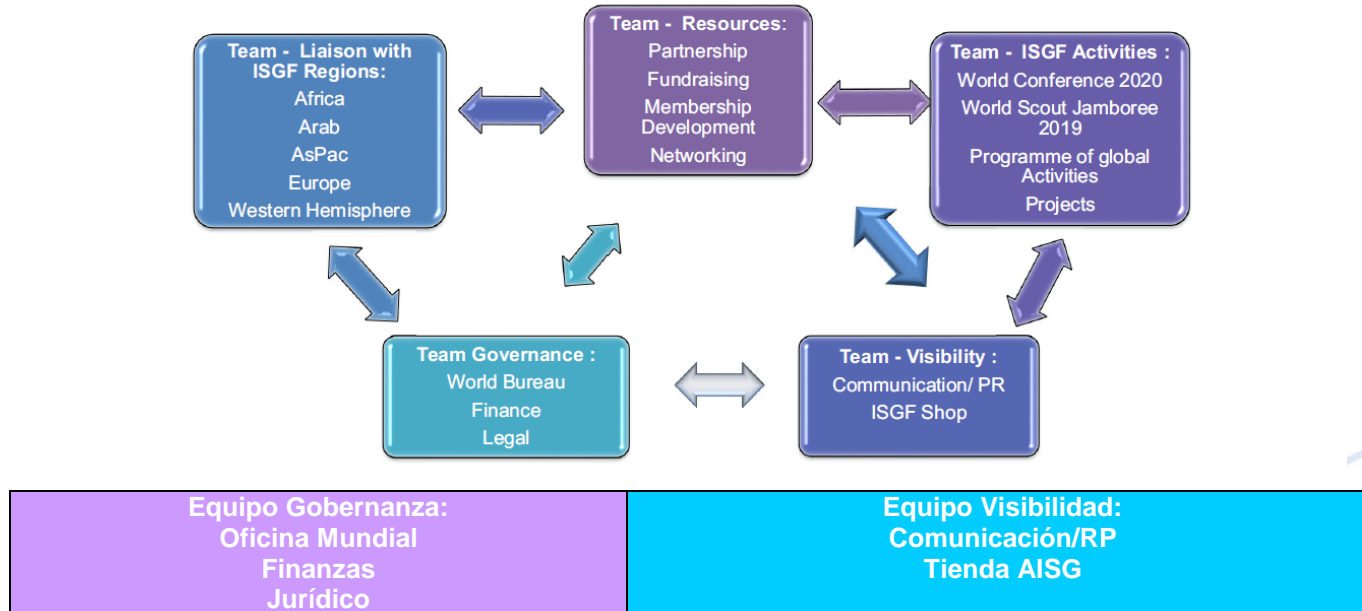 Team - Liaison with
ISGF Regions:
Africa
Arab
AsPac
Europe
Western Hemisphere
Team - Resources:
Partnership
Fundraising
Membership
Development
Networking
Team - ISGF Activities :
World Conference 2020
World Scout Jamboree
2019
Programme of global
Activities
Projects
Team Governance :
World Bureau
Finance
Legal
Team - Visibility :
Communication/ PR
ISGF Shop
Equipo Gobernanza:
Oficina Mundial
Finanzas
Jurídico
Equipo Visibilidad:
Comunicación/RP
Tienda AISG